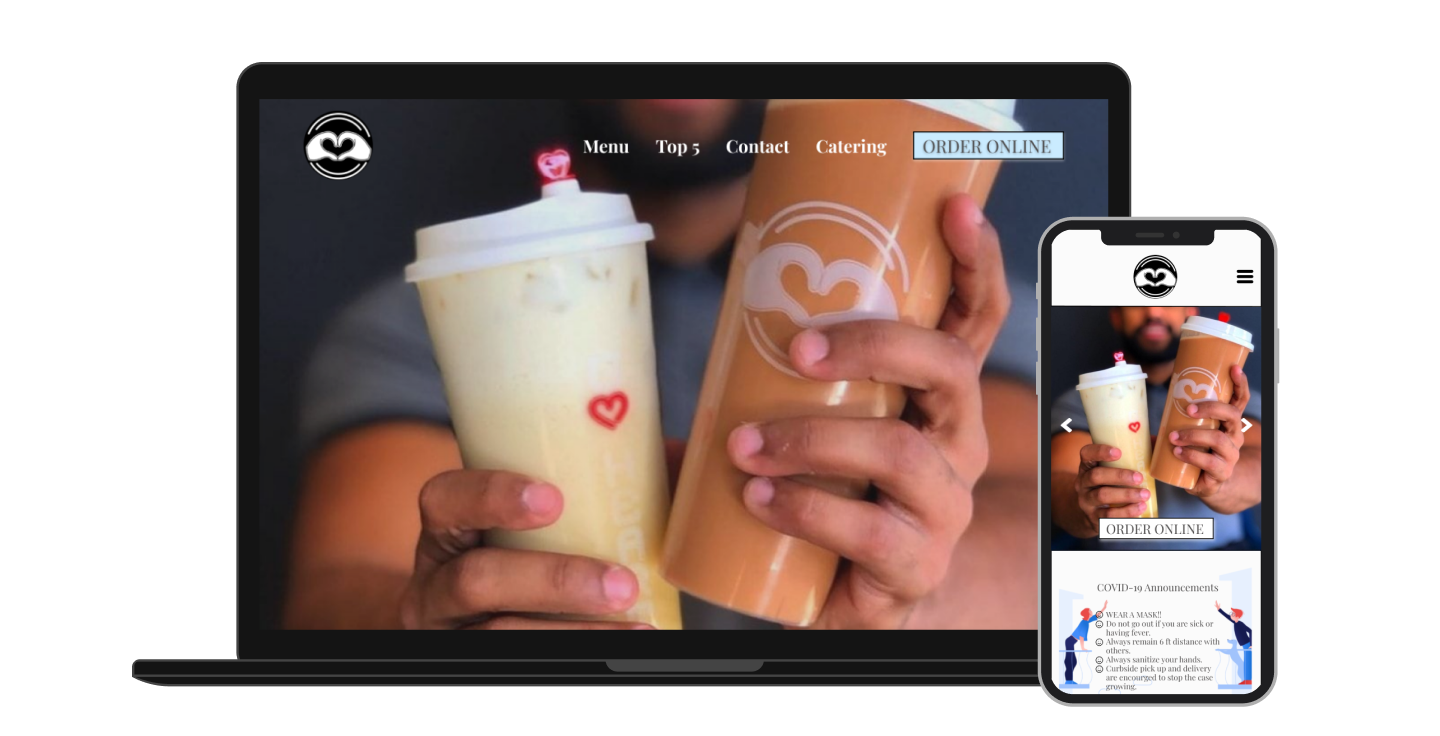 Menu Top 5 Contact Catering ORDER ONLINE
ORDER ONLINE
COVID-19 Announcements
WEAR A MASK!!
Do not go out if you are sick or
having fever.
Always remain 6 ft distance with
others.
Always sanitize your hands.
Curbside pick up and delivery
are encourged to stop the case
growing.